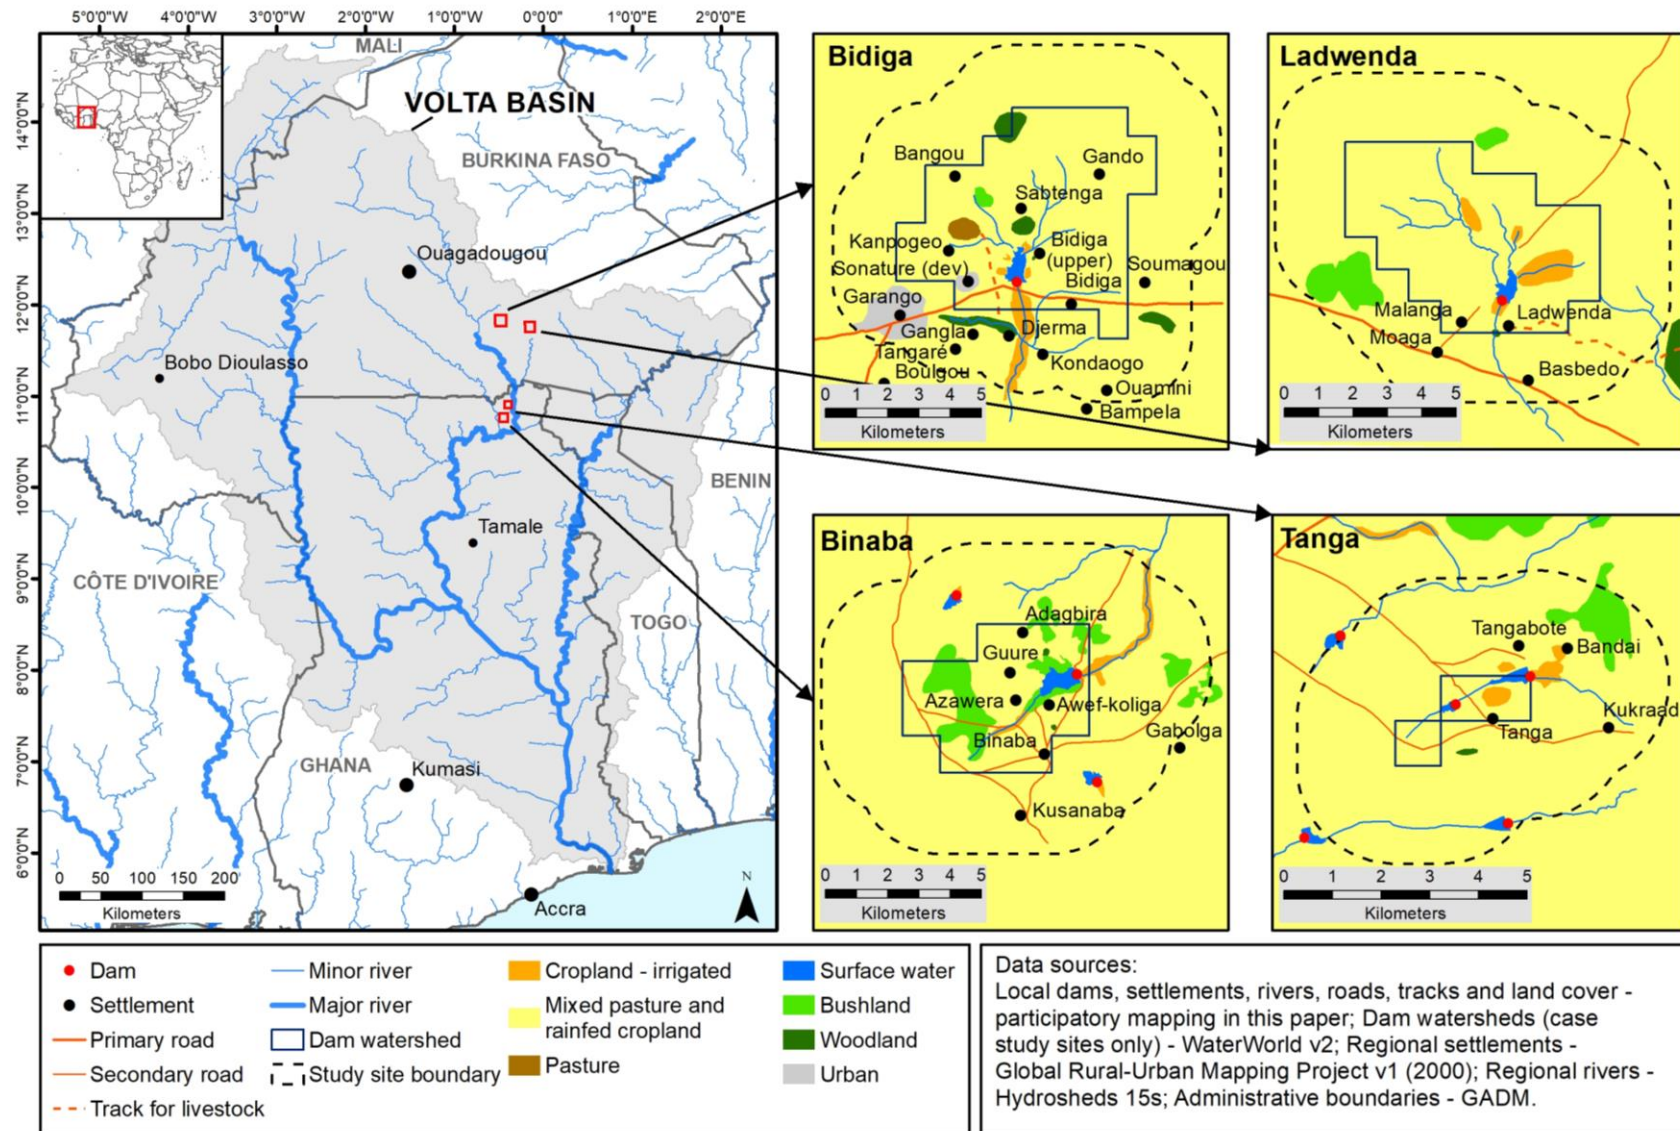 5°0'0"W
4°0'0"W
3°0'0"W
2°0'0"W
1°0'0"W
0°0'0"
1°0'0"E
2°0'0"E
14°0'0"N
13°0'0"N
12°0'0"N
11°0'0"N
10°0'0"N
9°0'0"N
8°0'0"N
7°0'0"N
6°0'0"N
MALI
VOLTA BASIN
BURKINA FASO
Ouagadougou
Bobo Dioulasso
BENIN
Tamale
CÔTE D'IVOIRE
TOGO
GHANA
Kumasi
Accra
0 50 100 150 200
Kilometers
N
Bidiga
Bangou
Gando
Sabtenga
Kanpogeo
Bidiga
(upper)
Sonature (dev)
Soumagou
Bidiga
Garango
Gangla
Djerma
Tangaré
Kondaogo
Boulgou
Ouamini
Bampela
0 1 2 3 4 5
Kilometers
Ladwenda
Malanga
Ladwenda
Moaga
Basbedo
0 1 2 3 4 5
Kilometers
Binaba
Adagbira
Guure
Azawera
Awef-koliga
Binaba
Gabolga
Kusanaba
0 1 2 3 4 5
Kilometers
Tanga
Tangabote
Bandai
Kukraad
Tanga
0 1 2 3 4 5
Kilometers
Dam
Settlement
Primary road
Secondary road
Track for livestock
Minor river
Major river
Dam watershed
Study site boundary
Cropland - irrigated
Mixed pasture and
rainfed cropland
Pasture
Surface water
Bushland
Woodland
Urban
Data sources:
Local dams, settlements, rivers, roads, tracks and land cover -
participatory mapping in this paper; Dam watersheds (case
study sites only) - WaterWorld v2; Regional settlements -
Global Rural-Urban Mapping Project v1 (2000); Regional rivers -
Hydrosheds 15s; Administrative boundaries - GADM.